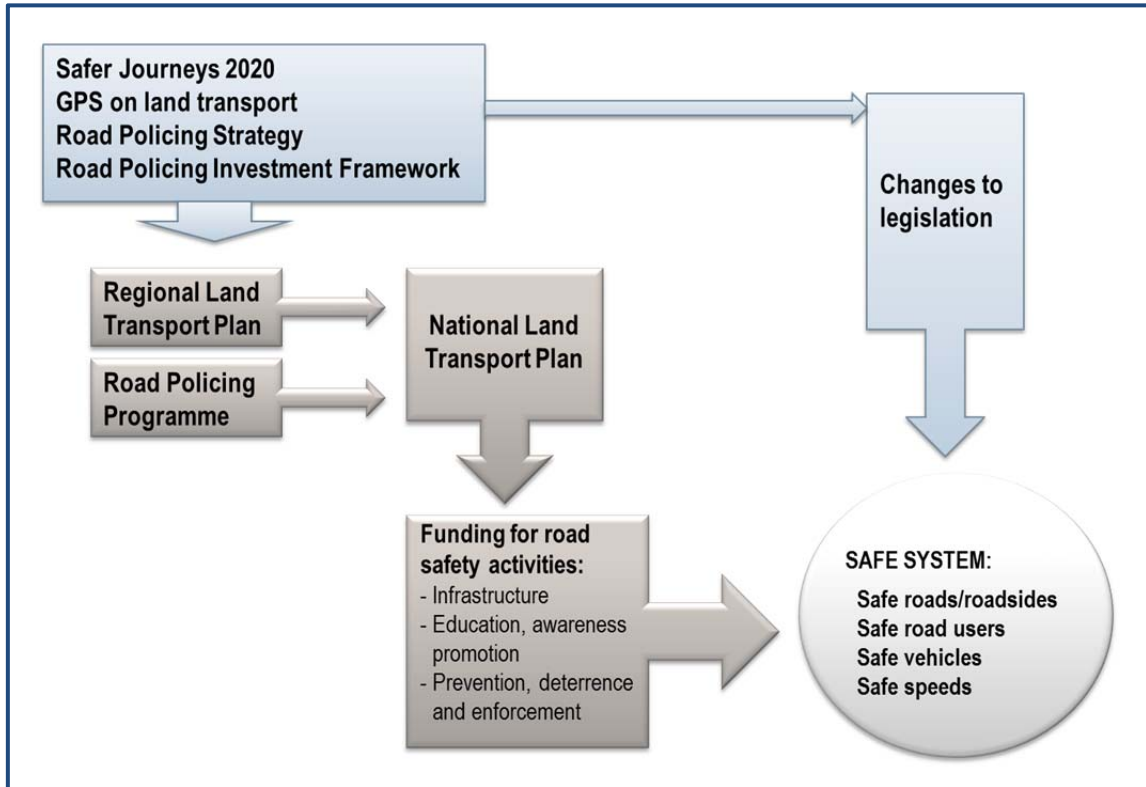 Safer Journeys 2020
GPS on land transport
Road Policing Strategy
Road Policing Investment Framework
Changes to
legislation
Regional Land
Transport Plan
National Land
Transport Plan
Road Policing
Programme
Funding for road
safety activities:
- Infrastructure
- Education, awareness
promotion
- Prevention, deterrence
and enforcement
SAFE SYSTEM:
Safe roads/roadsides
Safe road users
Safe vehicles
Safe speeds